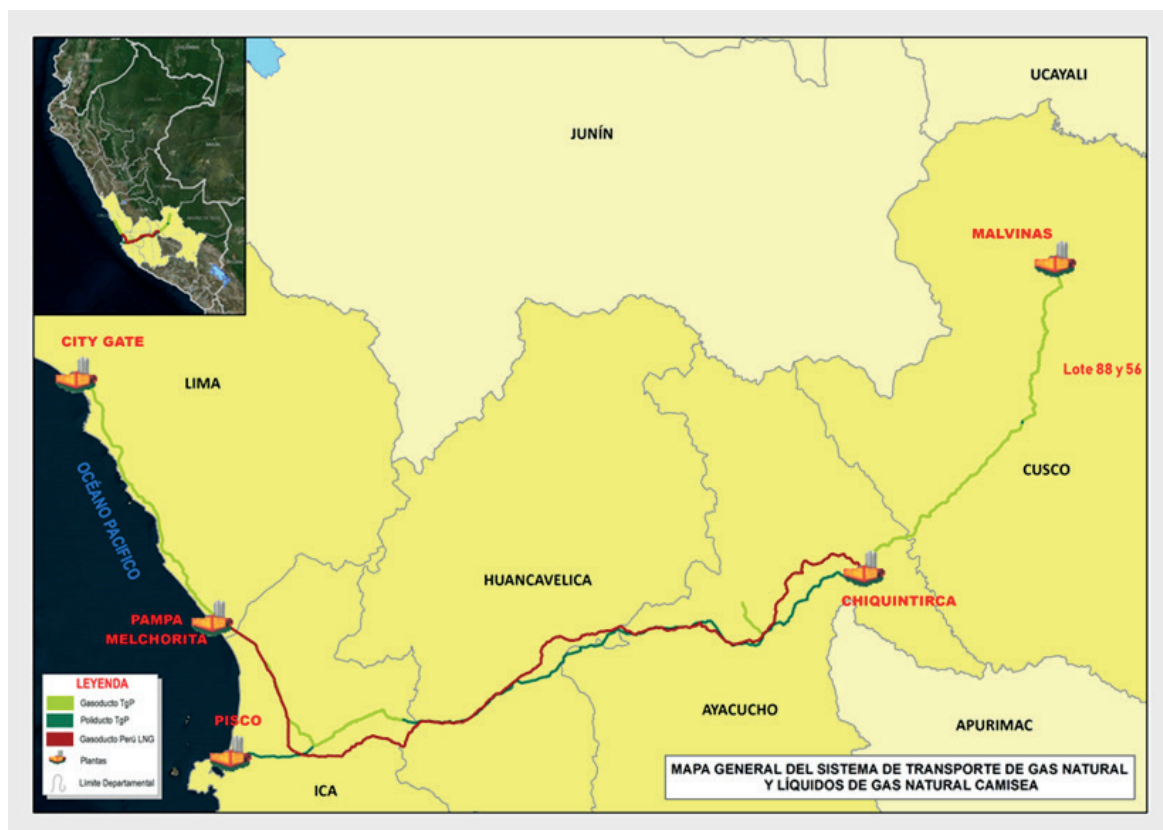 UCAYALI
JUNÍN
MALVINAS
CITY GATE
LIMA
Lote 88 y 56
CUSCO
OCÉANO PACIFICO
HUANCAVELICA
CHIQUINTIRCA
PAMPA
MELCHORITA
LEYENDA
Gasoducto TgP
Poliducto TgP
Gasoducto Perú LNG
Plantas
Límite Departamental
PISCO
AYACUCHO
APURIMAC
ICA
MAPA GENERAL DEL SISTEMA DE TRANSPORTE DE GAS NATURAL
Y LÍQUIDOS DE GAS NATURAL CAMISEA